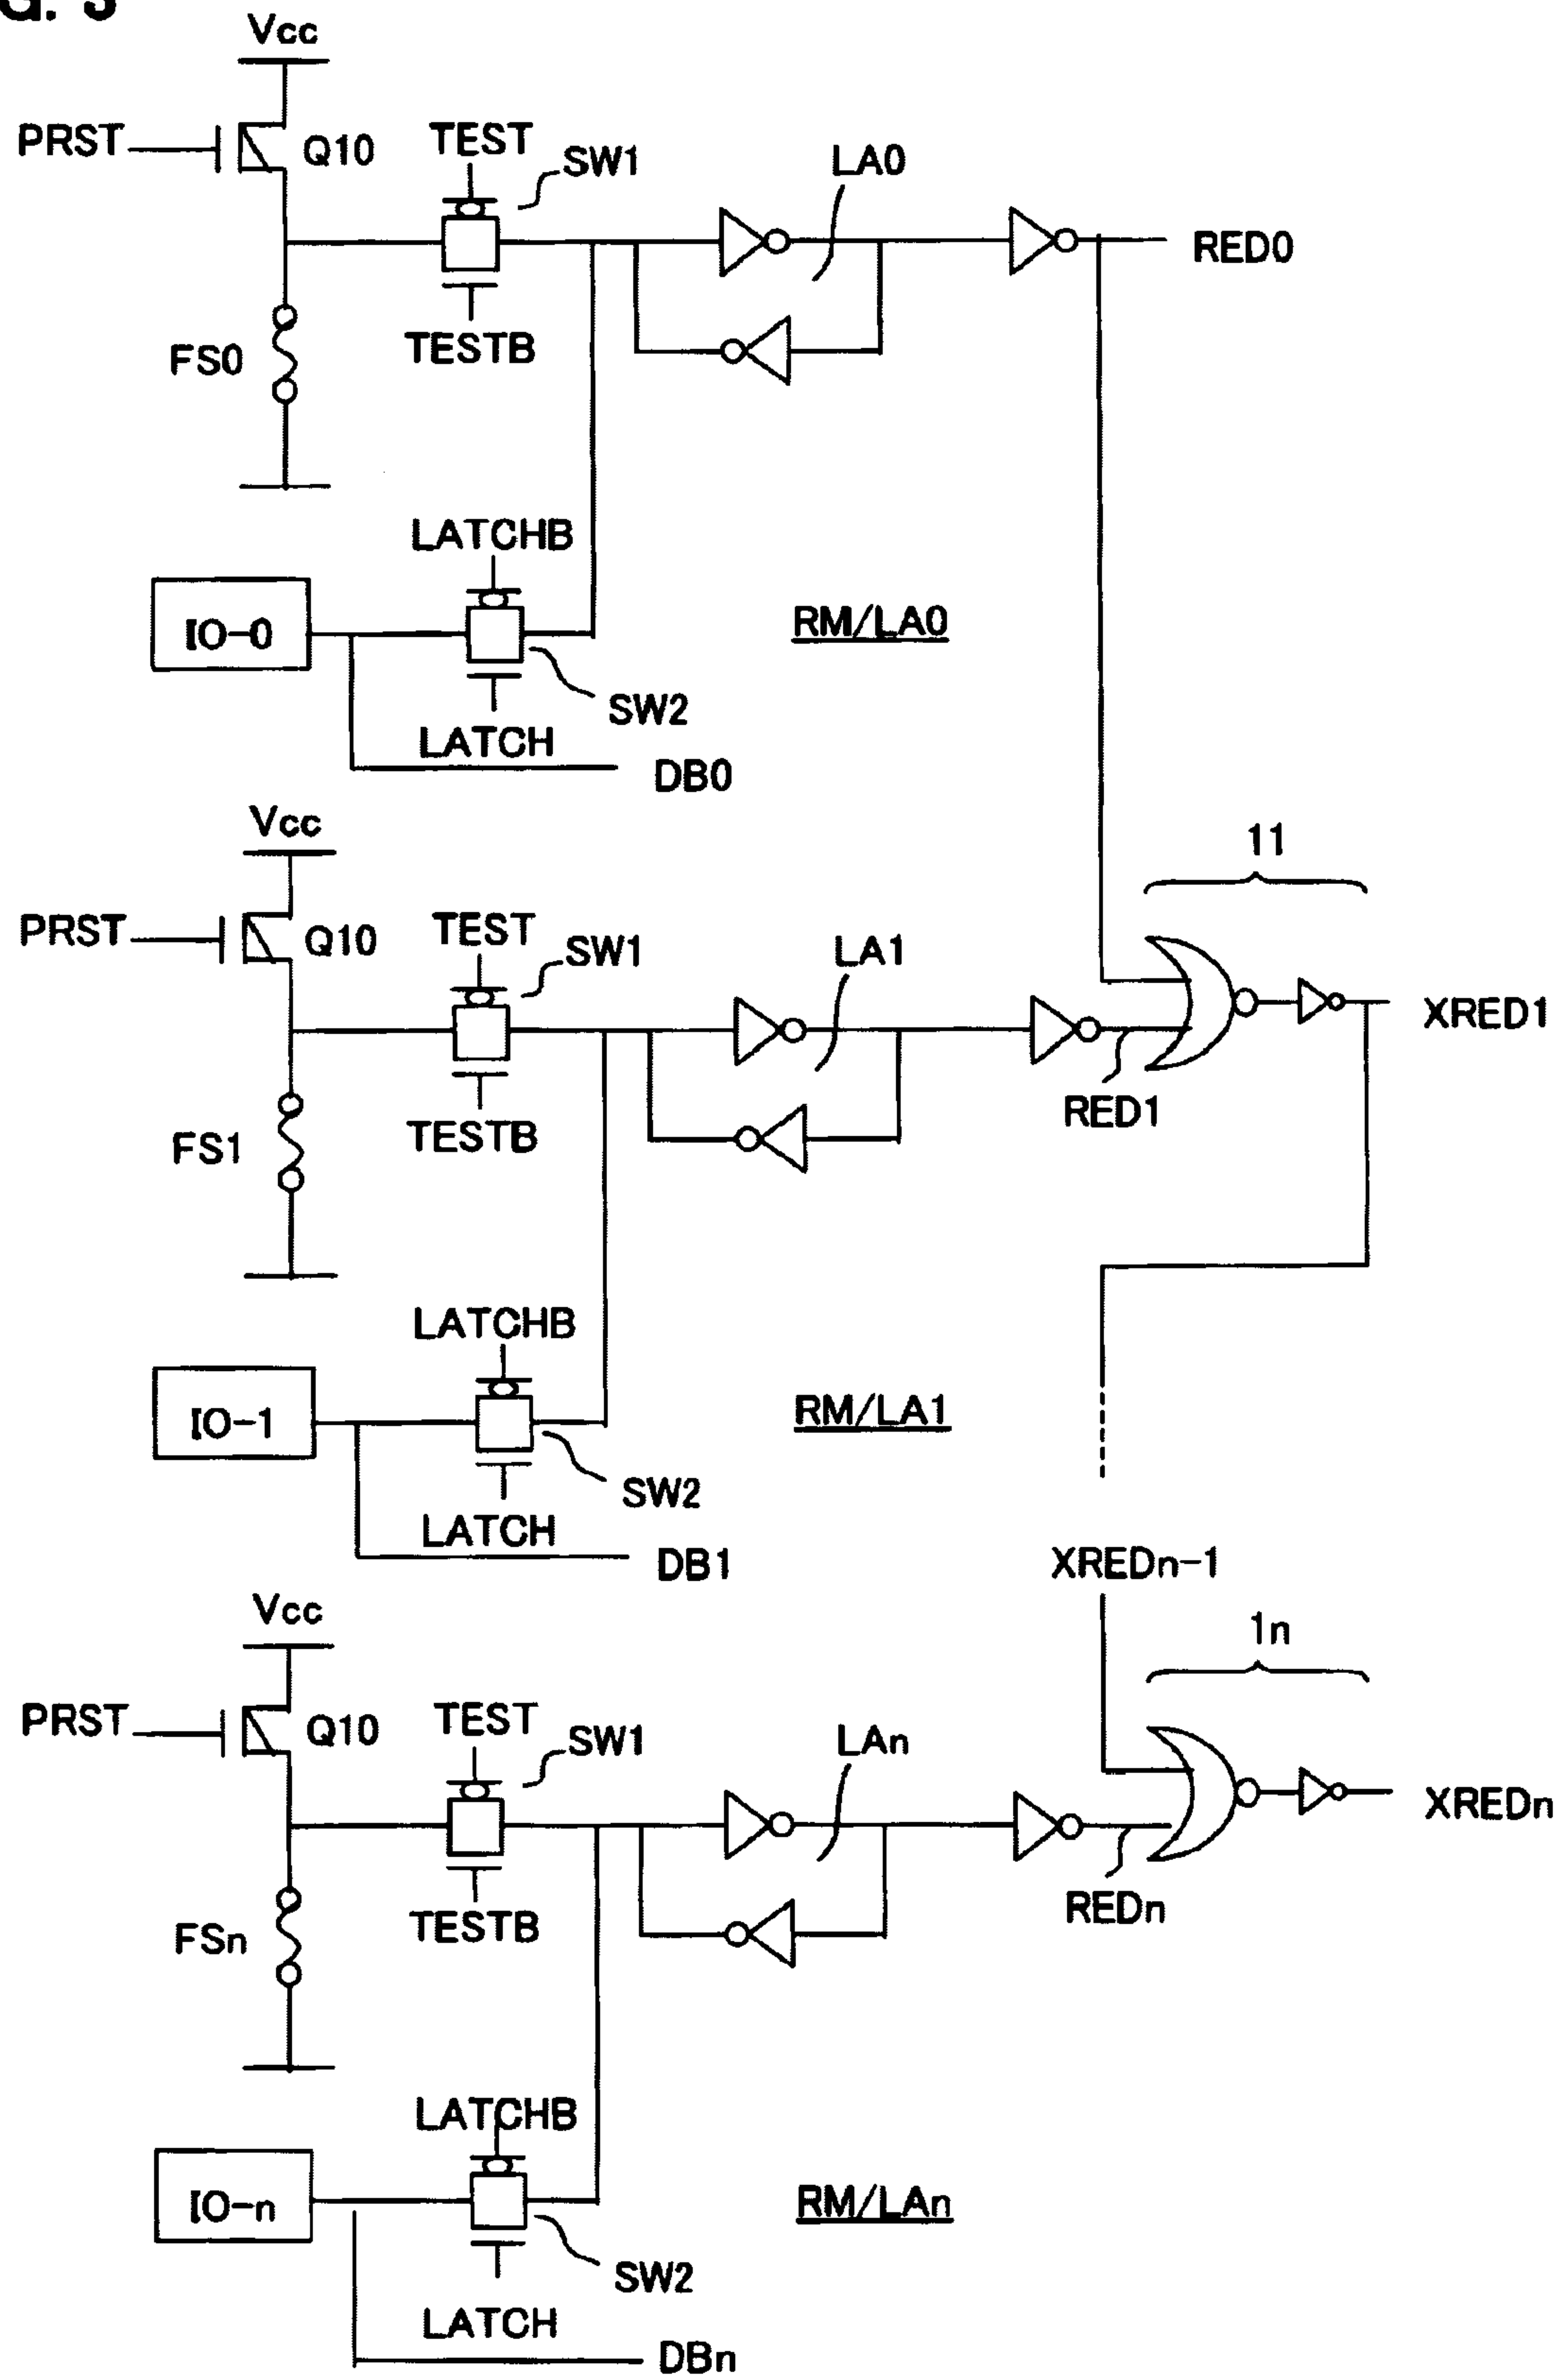 G. 3
Vcc
PRST
Q10
TEST
SW1
LA0
RED0
TESTB
FS0
LATCHB
IO-0
RM/LA0
SW2
LATCH
DB0
Vcc
11
PRST
Q10
TEST
SW1
LA1
XRED1
RED1
TESTB
FS1
LATCHB
IO-1
RM/LA1
SW2
LATCH
DB1
XREDn-1
Vcc
1n
PRST
Q10
TEST
SW1
LAn
XREDn
REDn
TESTB
FSn
LATCHB
IO-n
RM/LAn
SW2
LATCH
DBn